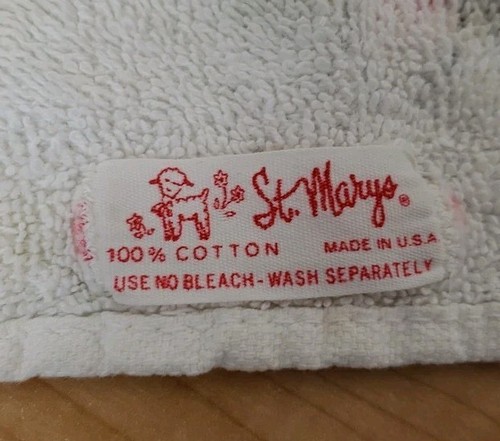 St. Marys®
100% COTTON MADE IN U.S.A
USE NO BLEACH-WASH SEPARATELY